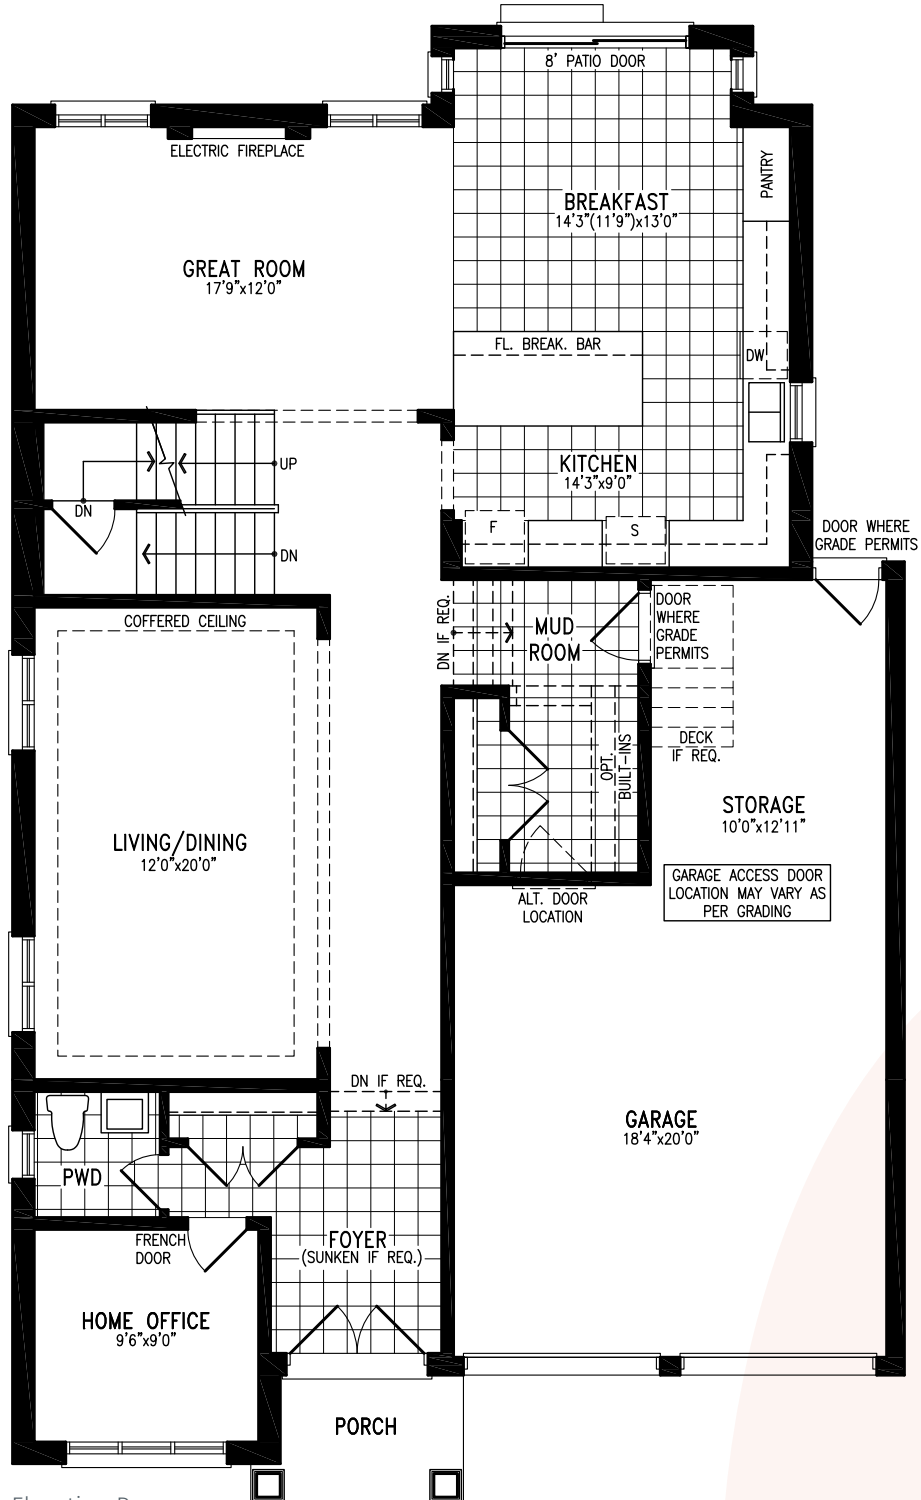 8' PATIO DOOR
ELECTRIC FIREPLACE
PANTRY
BREAKFAST
14'3"(11'9")x13'0"
GREAT ROOM
17'9"x12'0"
FL. BREAK. BAR
DW
UP
KITCHEN
14'3"x9'0"
DN
F
S
DOOR WHERE
GRADE PERMITS
DN
COFFERED CEILING
DN IF REQ.
MUD
ROOM
DOOR
WHERE
GRADE
PERMITS
DECK
IF REQ.
OPT.
BUILT-INS
STORAGE
10'0"x12'11"
LIVING/DINING
12'0"x20'0"
GARAGE ACCESS DOOR
LOCATION MAY VARY AS
PER GRADING
ALT. DOOR
LOCATION
DN IF REQ.
GARAGE
18'4"x20'0"
PWD
FRENCH
DOOR
FOYER
(SUNKEN IF REQ.)
HOME OFFICE
9'6"x9'0"
PORCH